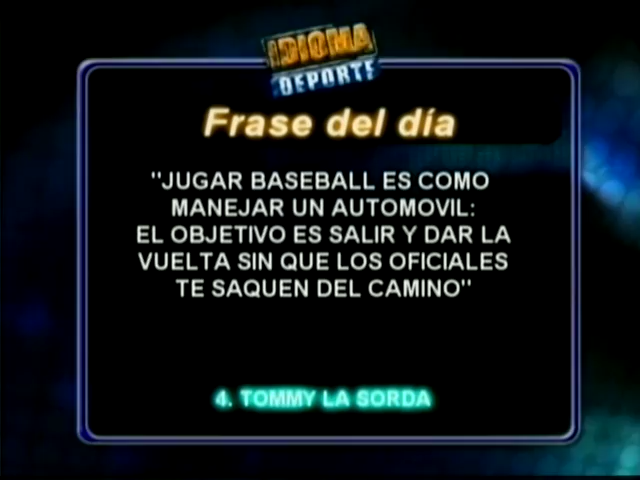 IDIOMA
DEPORTE
Frase del día
"JUGAR BASEBALL ES COMO
MANEJAR UN AUTOMOVIL:
EL OBJETIVO ES SALIR Y DAR LA
VUELTA SIN QUE LOS OFICIALES
TE SAQUEN DEL CAMINO"
4. TOMMY LA SORDA